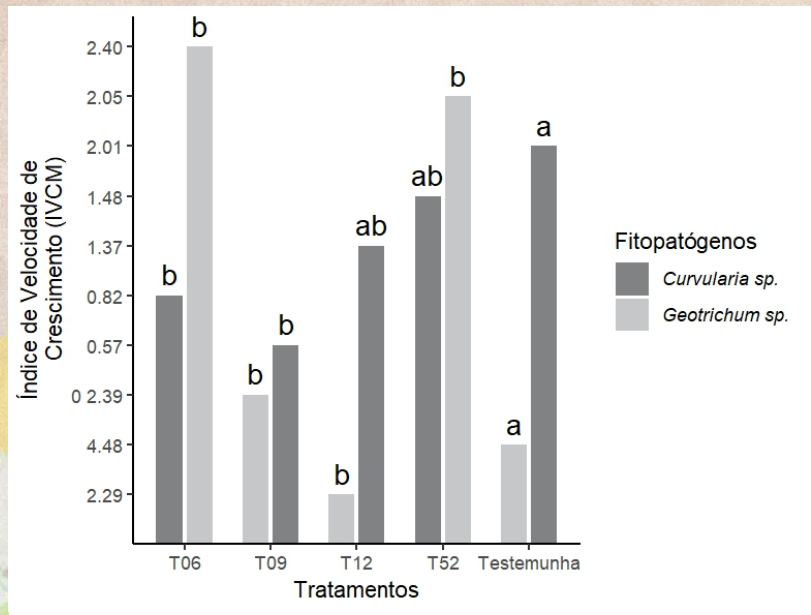 b
b
b
b
b
ab
ab
b
a
a
2.40
2.05
2.01
1.48
1.37
0.82
0.57
0 2.39
4.48
2.29
Índice de Velocidade de
Crescimento (IVCM)
T06 T09 T12 T52 Testemunha
Tratamentos
Fitopatógenos
Curvularia sp.
Geotrichum sp.